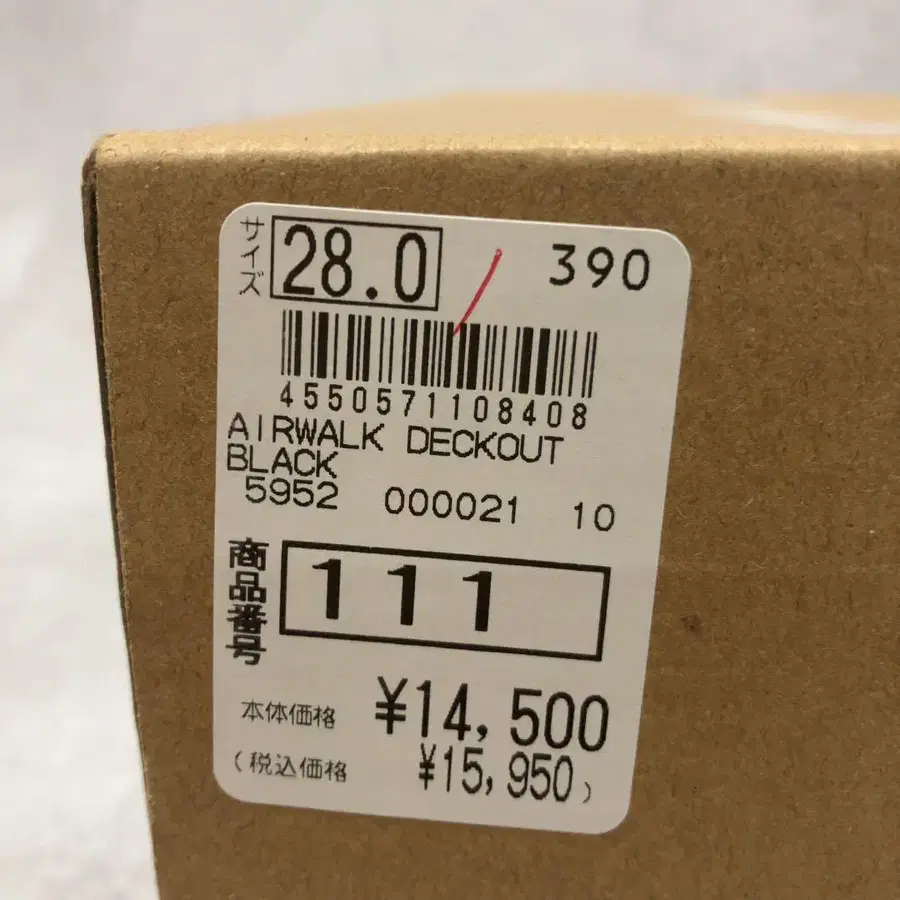 サイズ 28.0 390
4550571108408
AIRWALK DECKOUT
BLACK
5952 000021 10
商品番号 111
本体価格 ¥14,500
(税込価格 ¥15,950)